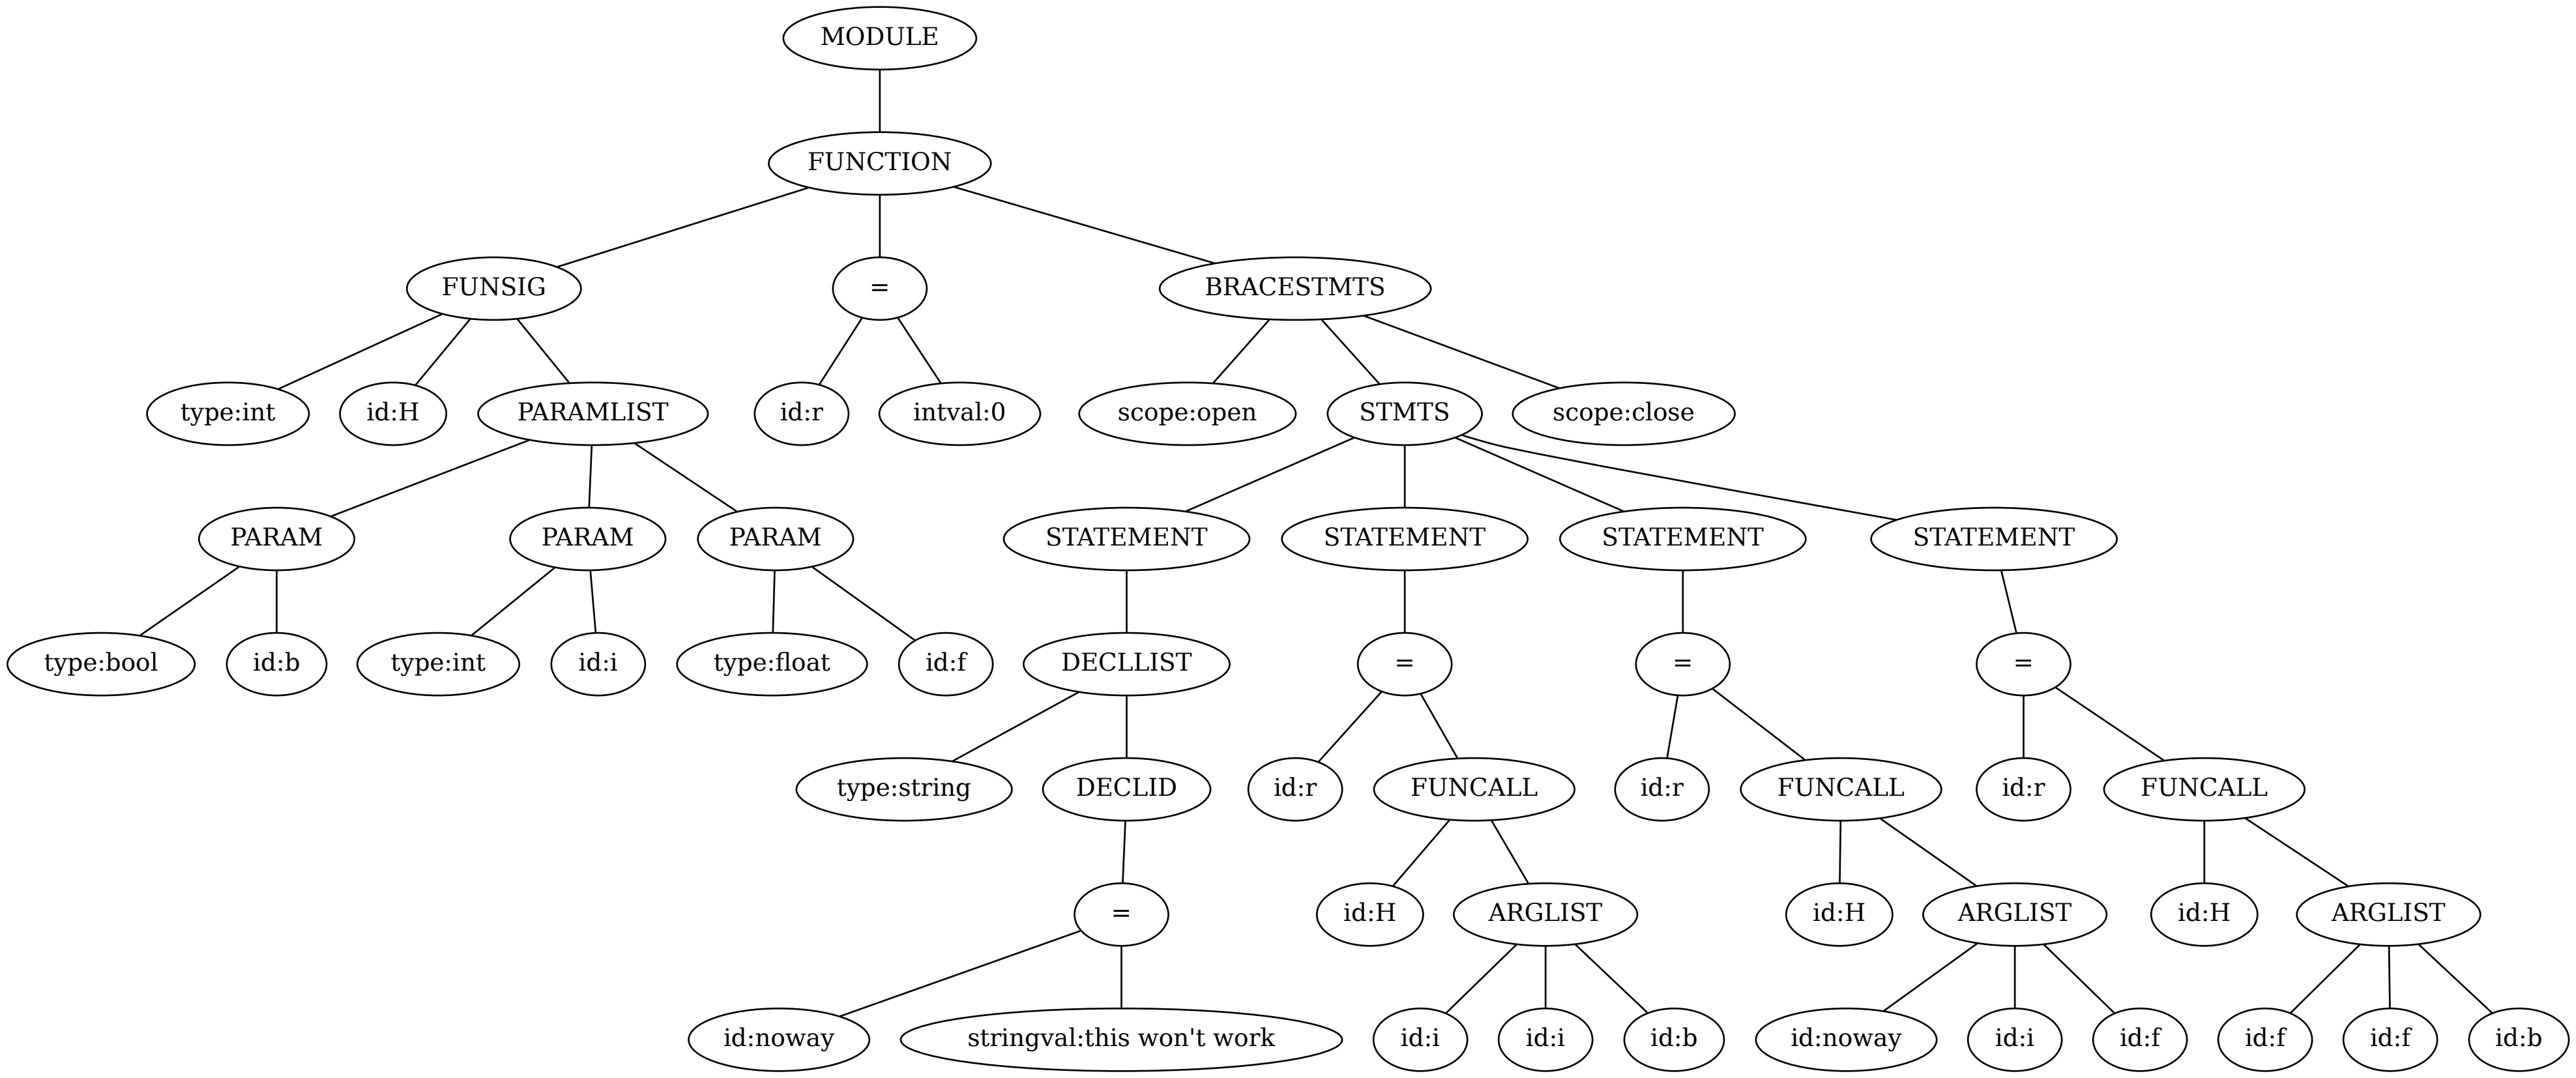 MODULE
FUNCTION
FUNSIG = BRACESTMTS
type:int id:H PARAMLIST id:r intval:0 scope:open STMTS scope:close
PARAM PARAM PARAM STATEMENT STATEMENT STATEMENT STATEMENT
type:bool id:b type:int id:i type:float id:f DECLLIST = = =
type:string DECLID id:r FUNCALL id:r FUNCALL id:r FUNCALL
= id:H ARGLIST id:H ARGLIST id:H ARGLIST
id:noway stringval:this won't work id:i id:i id:b id:noway id:i id:f id:f id:f id:b